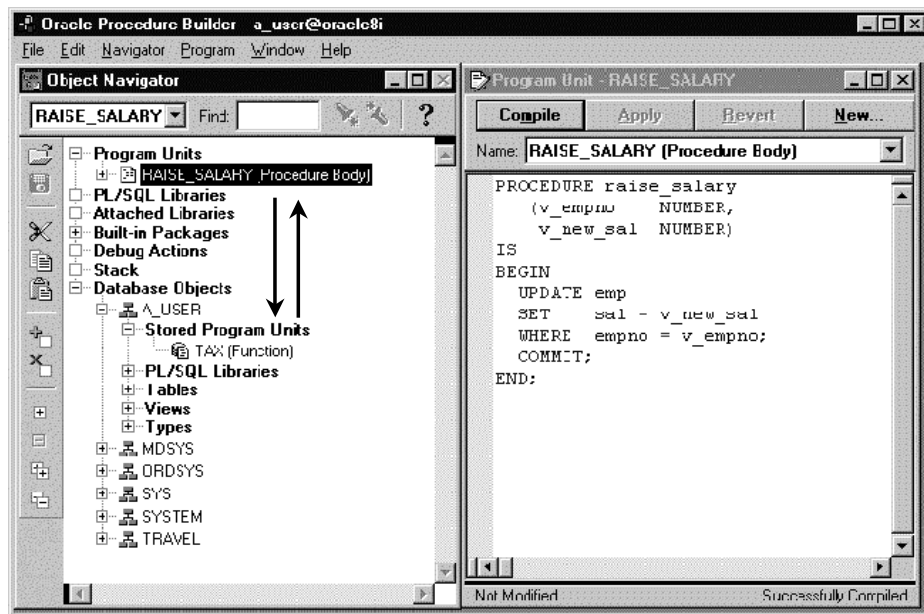 Oracle Procedure Builder a_user@oracle8i
File Edit Navigator Program Window Help
Object Navigator
RAISE_SALARY Find: ?
Program Units
RAISE_SALARY (Procedure Body)
PL/SQL Libraries
Attached Libraries
Built-in Packages
Debug Actions
Stack
Database Objects
A_USER
Stored Program Units
TAX (Function)
PL/SQL Libraries
Tables
Views
Types
MDSYS
ORDSYS
SYS
SYSTEM
TRAVEL
Program Unit - RAISE_SALARY
Compile Apply Revert New...
Name: RAISE_SALARY (Procedure Body)
PROCEDURE raise_salary
(v_empno NUMBER,
v_new_sal NUMBER)
IS
BEGIN
UPDATE emp
SET sal = v_new_sal
WHERE empno = v_empno;
COMMIT;
END;
Not Modified Successfully Compiled